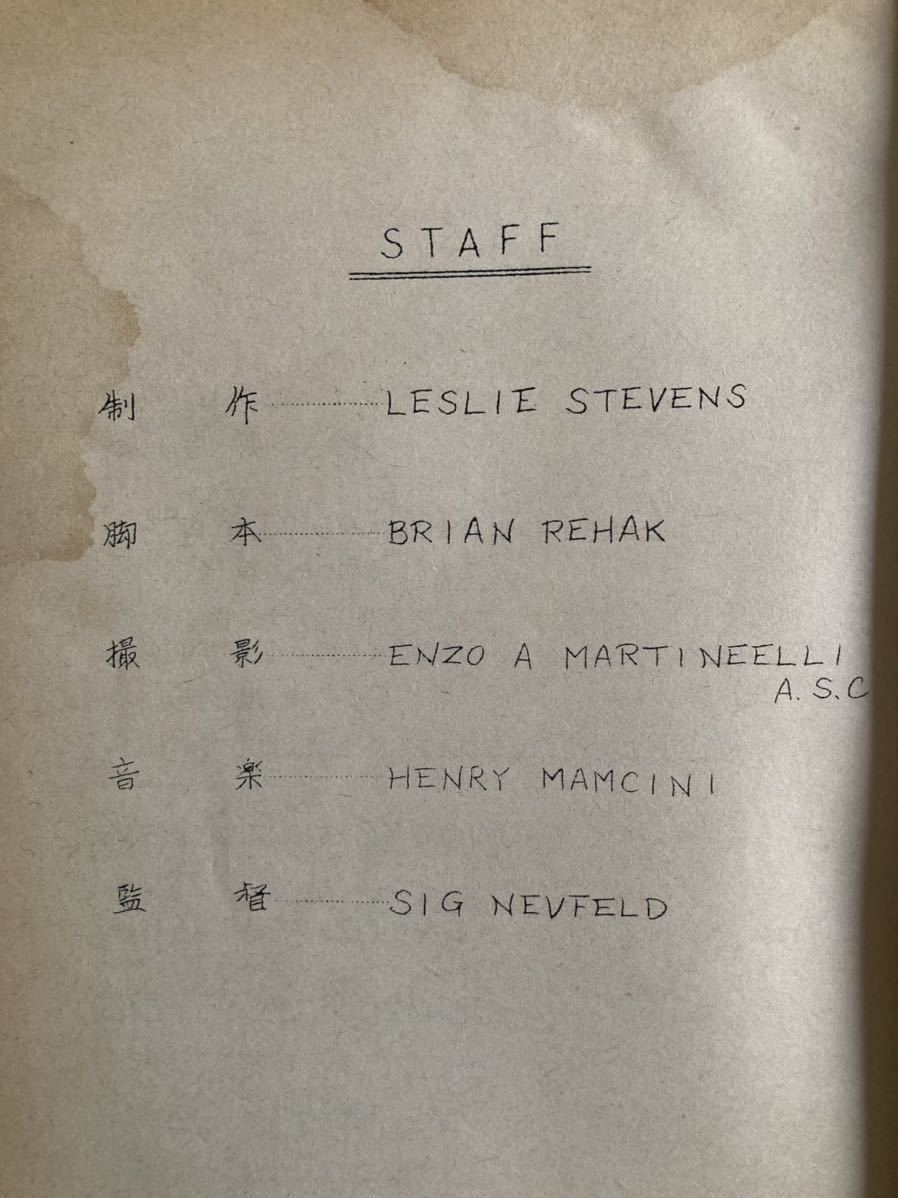 STAFF
制作……………LESLIE STEVENS
脚本……………BRIAN REHAK
撮影……………ENZO A MARTINEELLI
A.S.C
音楽……………HENRY MAMCINI
監督……………SIG NEVFELD